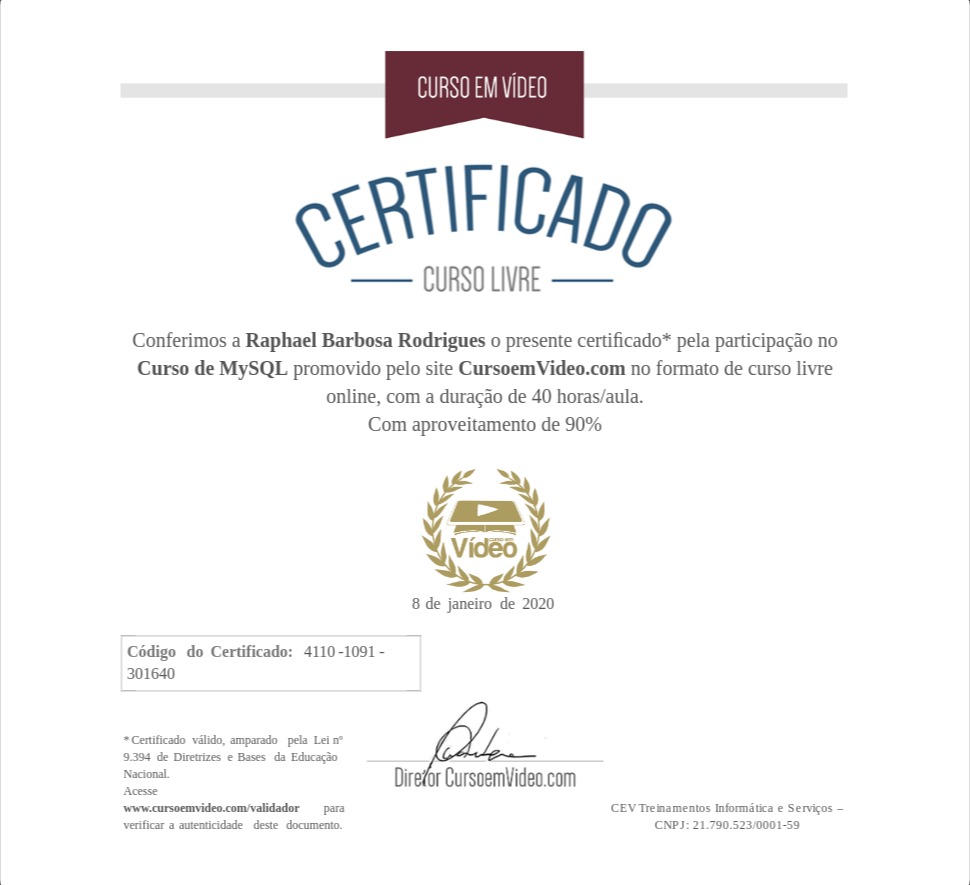 CURSO EM VÍDEO
CERTIFICADO
CURSO LIVRE
Conferimos a Raphael Barbosa Rodrigues o presente certificado* pela participação no
Curso de MySQL promovido pelo site CursoemVideo.com no formato de curso livre
online, com a duração de 40 horas/aula.
Com aproveitamento de 90%
curso em
Vídeo
8 de janeiro de 2020
Código do Certificado: 4110-1091-
301640
*Certificado válido, amparado pela Lei nº
9.394 de Diretrizes e Bases da Educação
Nacional.
Acesse
www.cursoemvideo.com/validador para
verificar a autenticidade deste documento.
Diretor CursoemVideo.com
CEV Treinamentos Informática e Serviços –
CNPJ: 21.790.523/0001-59